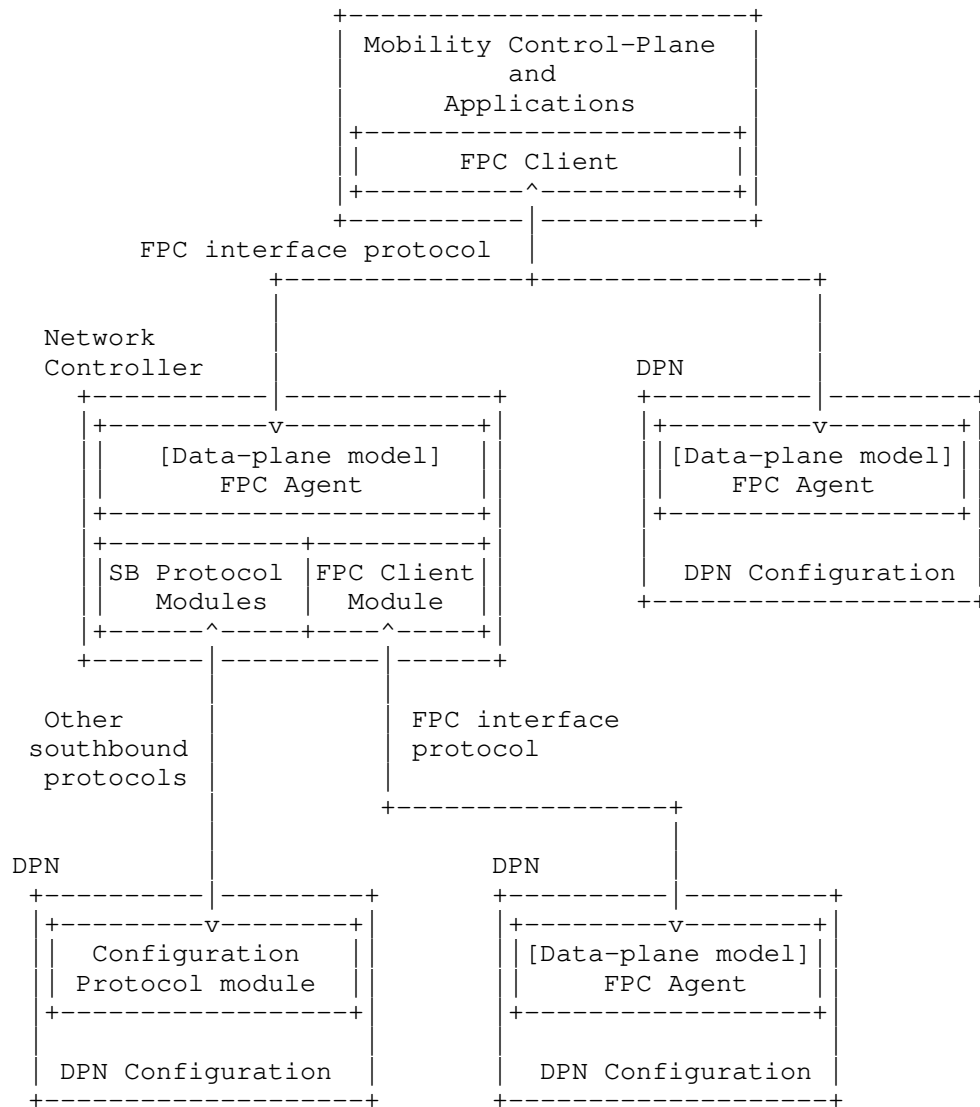 Mobility Control-Plane
and
Applications
FPC Client
FPC interface protocol
Network
Controller
DPN
[Data-plane model]
FPC Agent
[Data-plane model]
FPC Agent
SB Protocol
Modules
FPC Client
Module
DPN Configuration
Other
southbound
protocols
FPC interface
protocol
DPN
DPN
Configuration
Protocol module
[Data-plane model]
FPC Agent
DPN Configuration
DPN Configuration